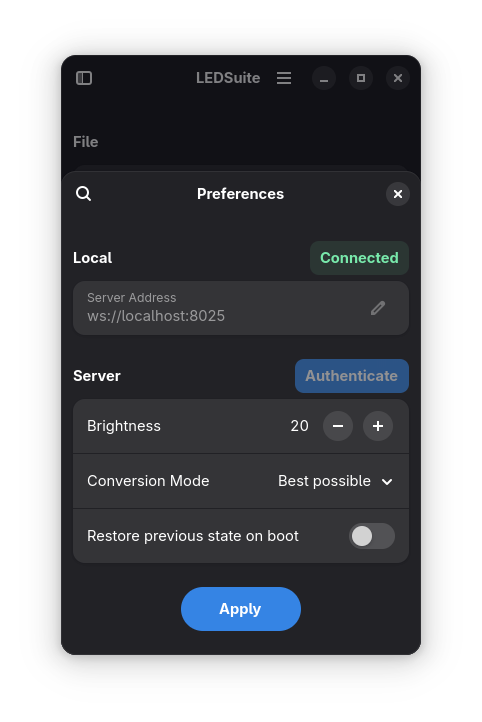 LEDSuite
File
Preferences
Local
Connected
Server Address
ws://localhost:8025
Server
Authenticate
Brightness 20
Conversion Mode Best possible
Restore previous state on boot
Apply